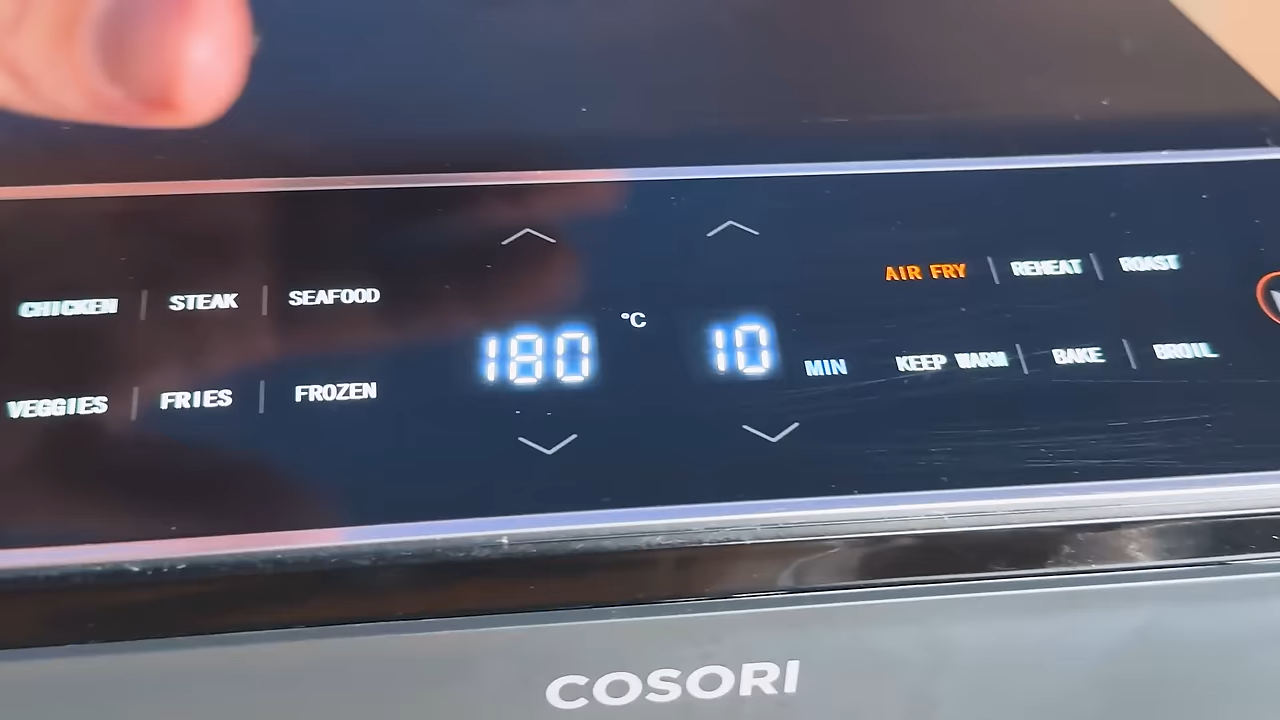 CHICKEN | STEAK | SEAFOOD
VEGGIES | FRIES | FROZEN
180 °C
10 MIN
AIR FRY | REHEAT | ROAST
KEEP WARM | BAKE | BROIL
COSORI